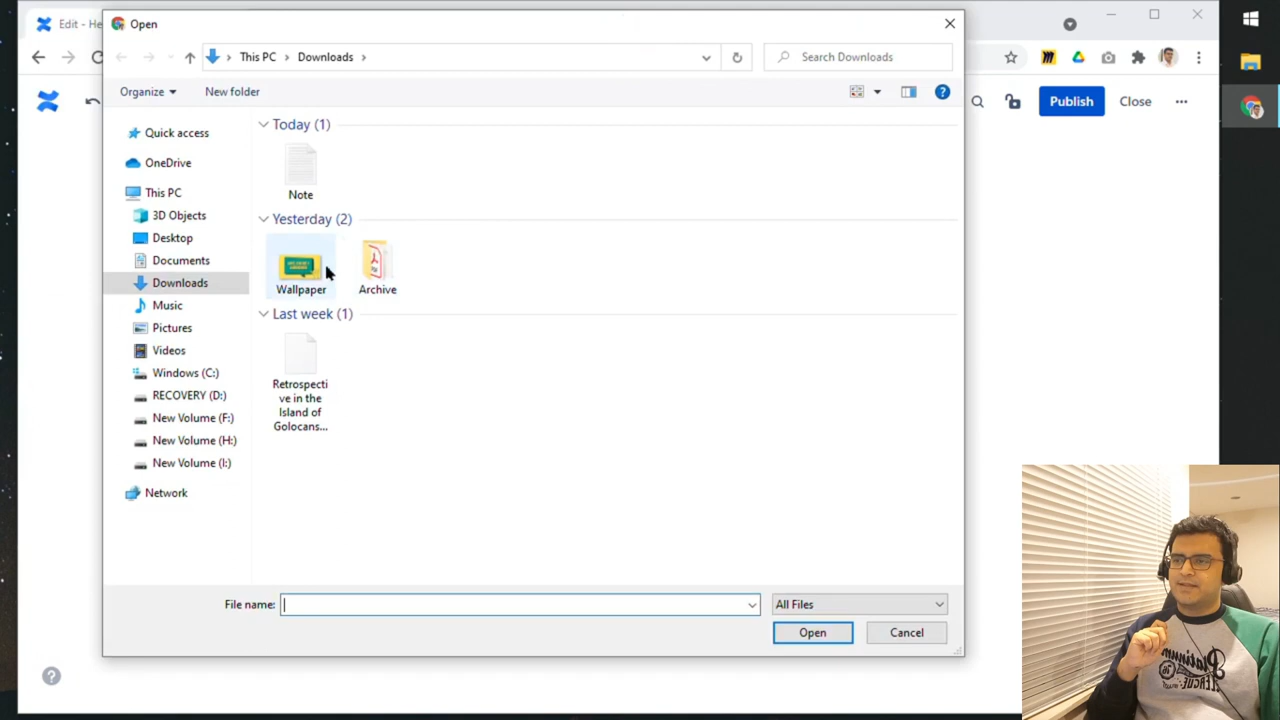 Edit - He
Open
This PC
Downloads
Search Downloads
Organize
New folder
Publish
Close
Quick access
OneDrive
This PC
3D Objects
Desktop
Documents
Downloads
Music
Pictures
Videos
Windows (C:)
RECOVERY (D:)
New Volume (F:)
New Volume (H:)
New Volume (I:)
Network
Today (1)
Note
Yesterday (2)
Wallpaper
Archive
Last week (1)
Retrospecti
ve in the
Island of
Golocans...
File name:
All Files
Open
Cancel
Platinum
76